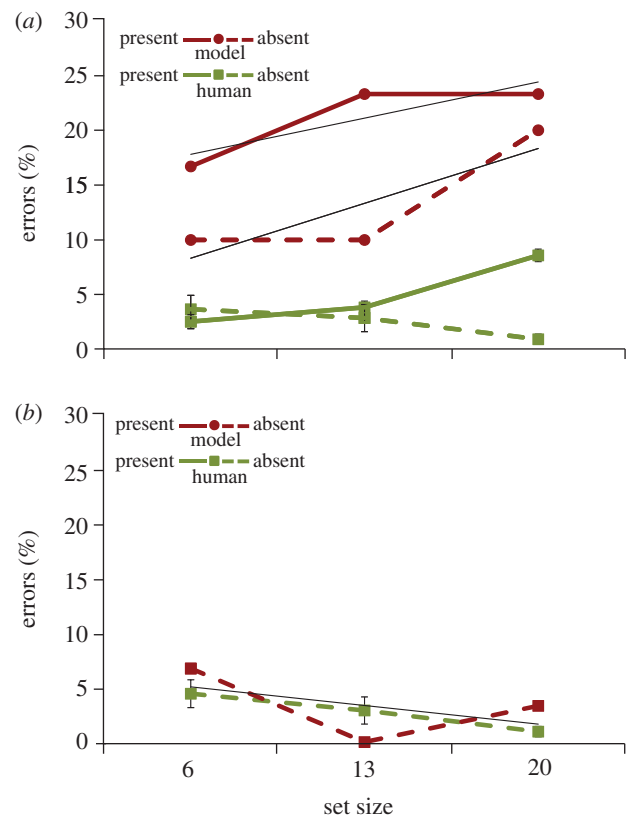 (a)
30
25
20
15
10
5
0
errors (%)
present absent
model
present absent
human
(b)
30
25
20
15
10
5
0
errors (%)
present absent
model
present absent
human
6 13 20
set size